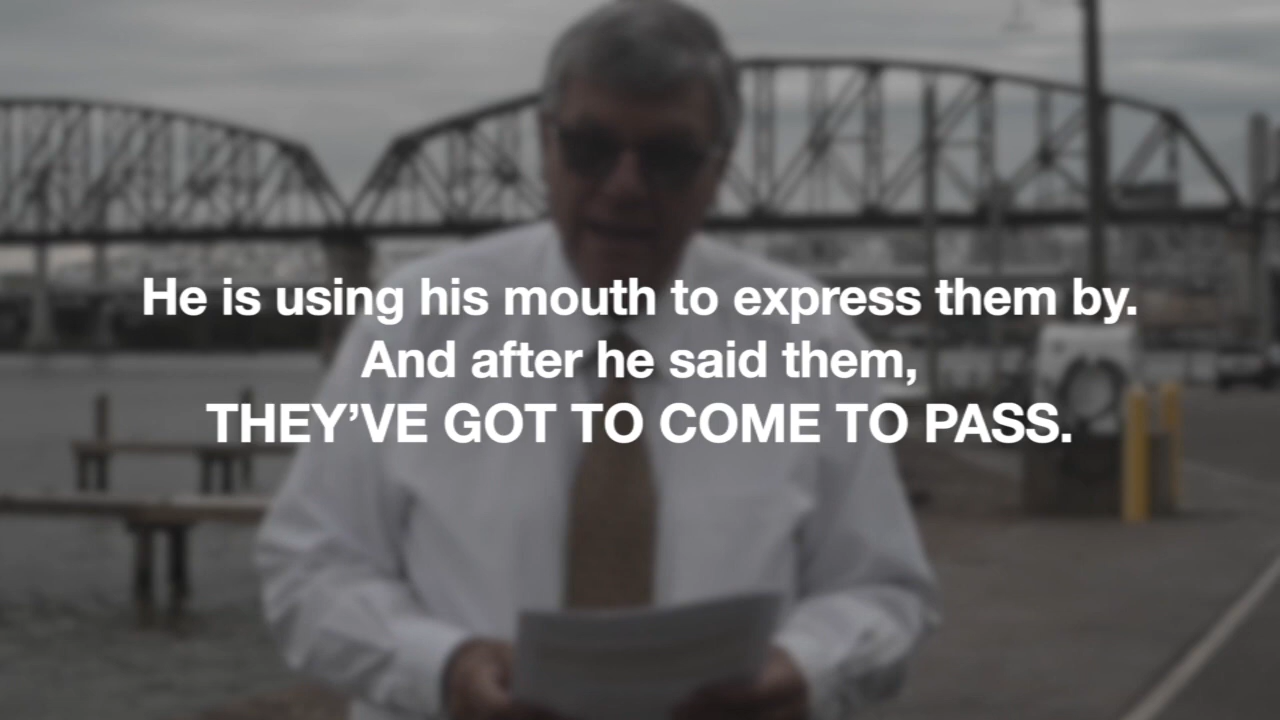 He is using his mouth to express them by.
And after he said them,
THEY’VE GOT TO COME TO PASS.